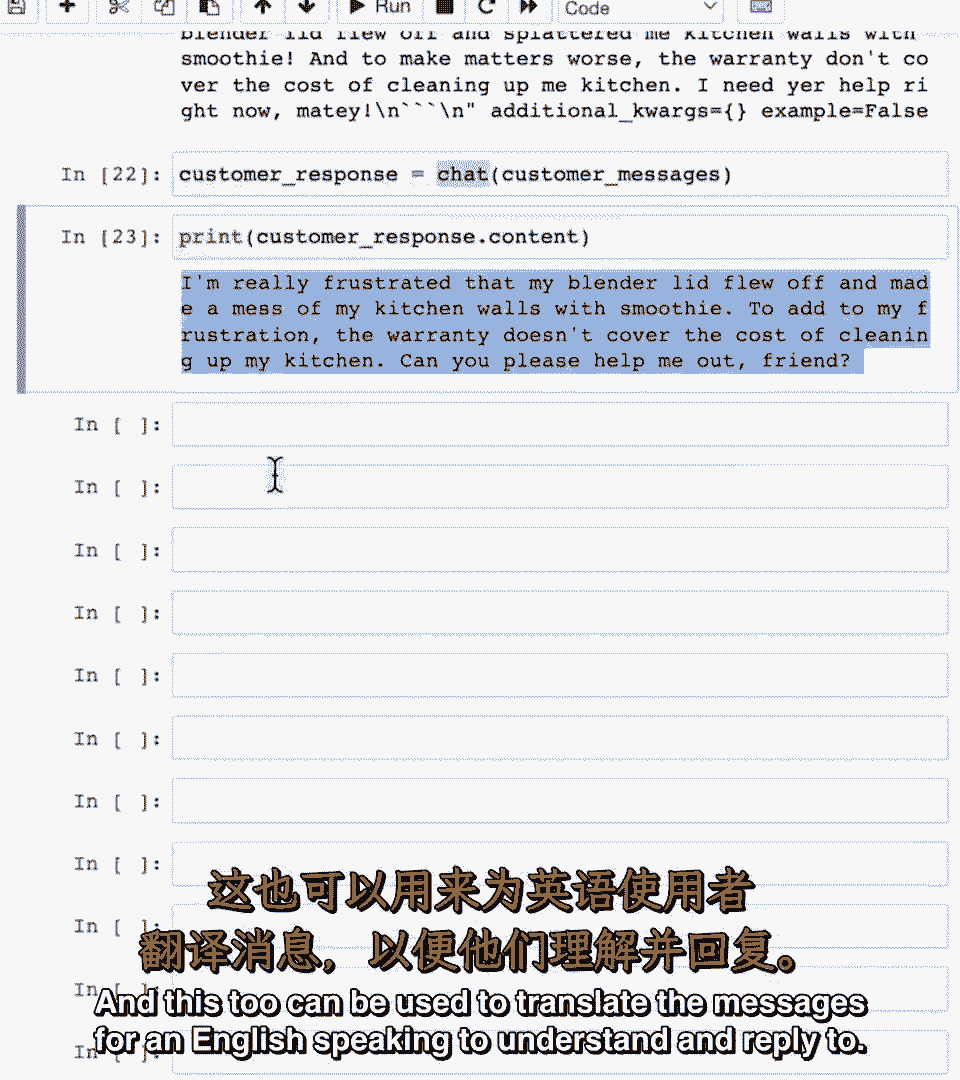 Run
Code
blender lid flew off and splattered me kitchen walls with
smoothie! And to make matters worse, the warranty don't co
ver the cost of cleaning up me kitchen. I need yer help ri
ght now, matey!\n```\n" additional_kwargs={} example=False
In [22]: customer_response = chat(customer_messages)
In [23]: print(customer_response.content)
I'm really frustrated that my blender lid flew off and mad
e a mess of my kitchen walls with smoothie. To add to my f
rustration, the warranty doesn't cover the cost of cleanin
g up my kitchen. Can you please help me out, friend?
In [ ]:
In [ ]:
In [ ]:
In [ ]:
In [ ]:
In [ ]:
In [ ]:
In [ ]:
这也可以用来为英语使用者
In [ ]:
翻译消息，以便他们理解并回复。
In [ ]:
And this too can be used to translate the messages
for an English speaking to understand and reply to.
In [ ]: